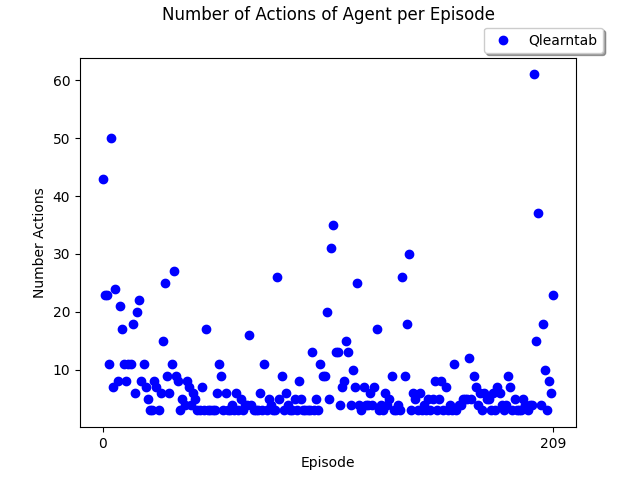 Number of Actions of Agent per Episode
Qlearntab
60
50
40
30
20
10
Number Actions
0
209
Episode